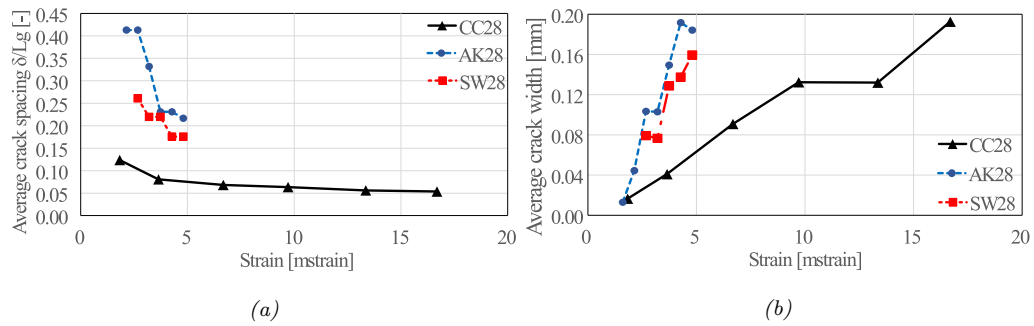 Average crack spacing δ/Lg [-]
0.45
0.40
0.35
0.30
0.25
0.20
0.15
0.10
0.05
0.00
0
5
10
15
20
Strain [mstrain]
CC28
AK28
SW28
(a)
Average crack width [mm]
0.20
0.16
0.12
0.08
0.04
0.00
0
5
10
15
20
Strain [mstrain]
CC28
AK28
SW28
(b)